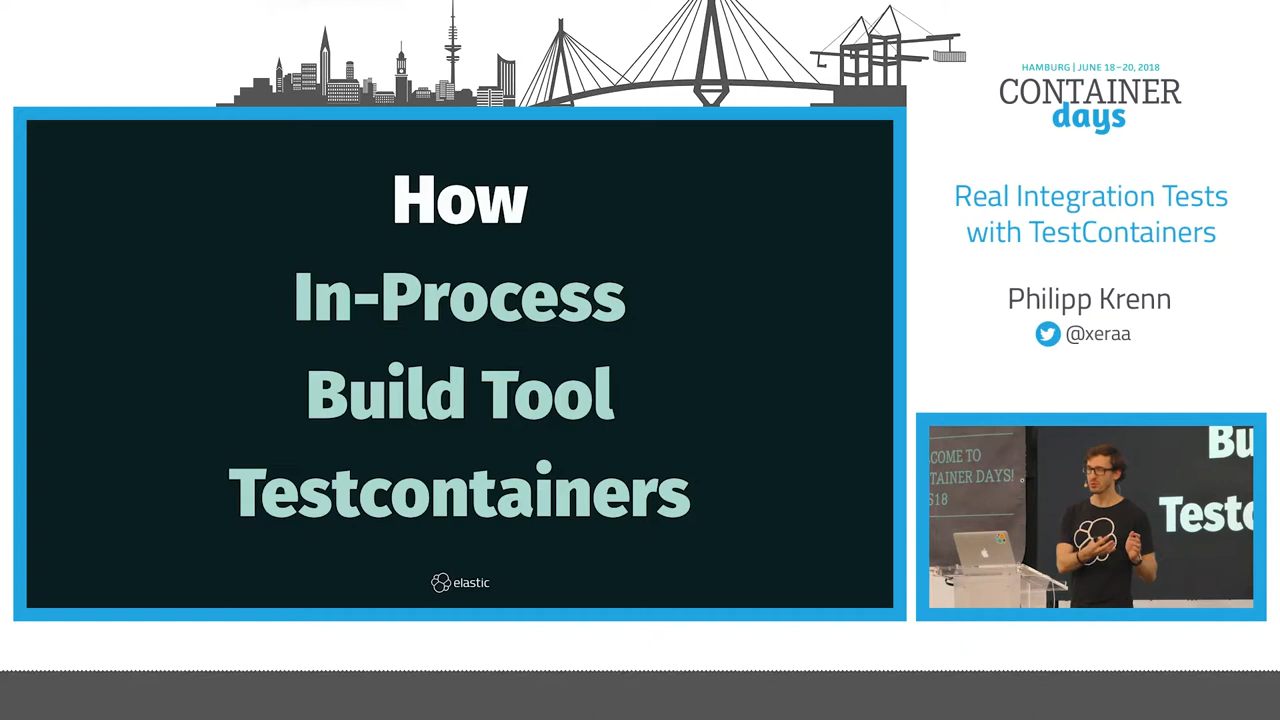 HAMBURG | JUNE 18–20, 2018
CONTAINER
days
How
In-Process
Build Tool
Testcontainers
elastic
Real Integration Tests
with TestContainers
Philipp Krenn
@xeraa
COME TO
TAINER DAYS!
S18
Bu
Testc